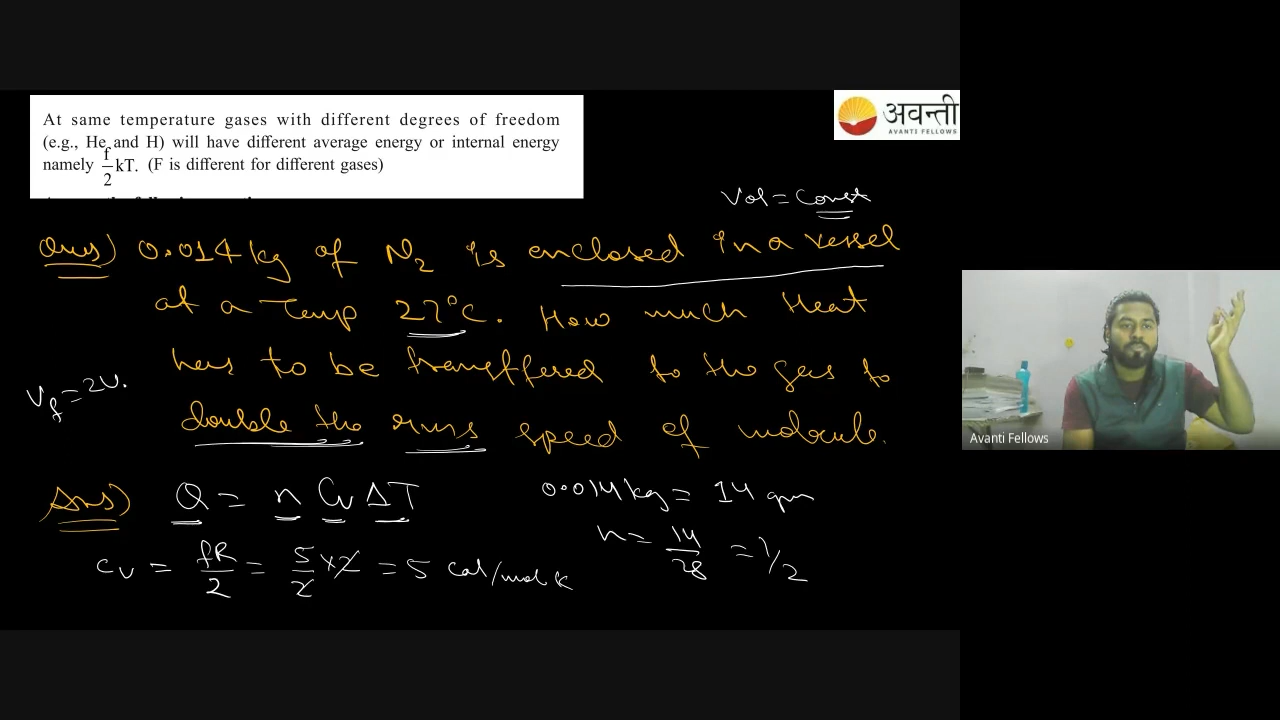 At same temperature gases with different degrees of freedom
(e.g., He and H) will have different average energy or internal energy
namely f/2 kT. (F is different for different gases)
अवन्ती
AVANTI FELLOWS
Vol = Const
Ques) 0.014 kg of N2 is enclosed in a vessel
at a Temp 27°C. How much Heat
has to be transffered to the gas to
Vf = 2V.
double the rms speed of molecule.
Ans) Q = n Cv ΔT
0.014 kg = 14 gm
n = 14/28 = 1/2
Cv = fR/2 = 5/2 x 2 = 5 Cal/mol K
Avanti Fellows